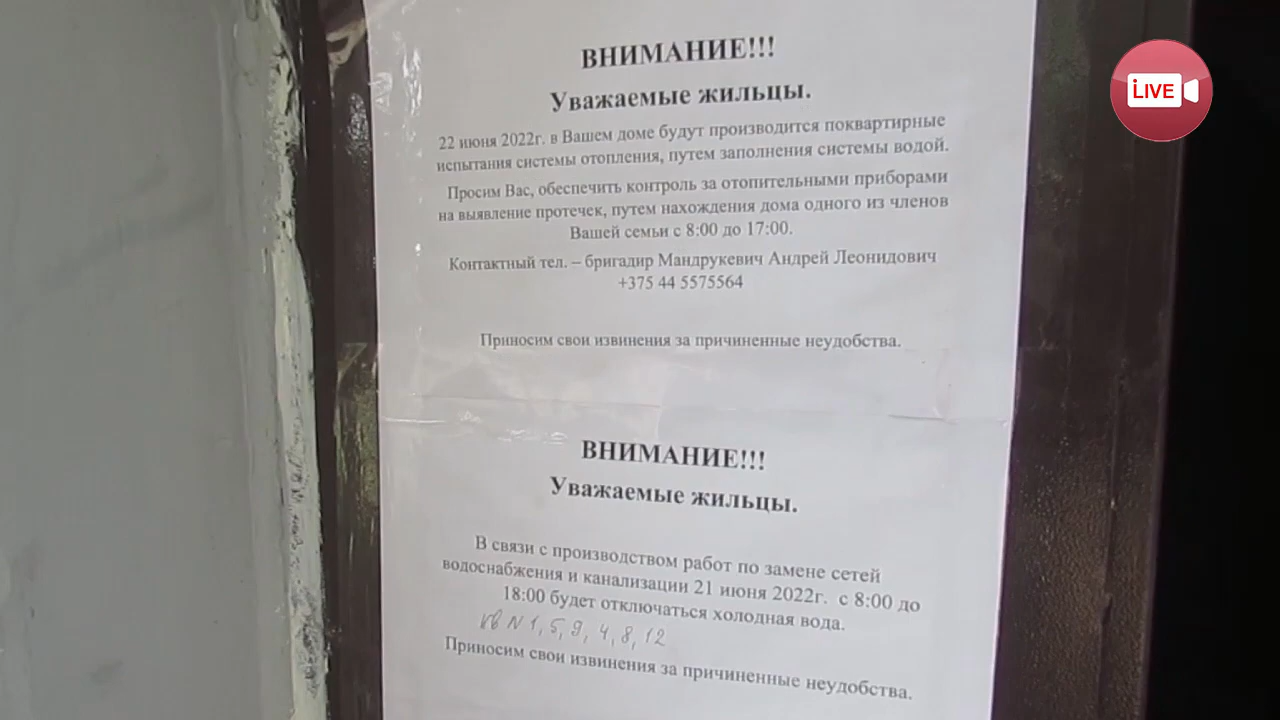 ВНИМАНИЕ!!!
Уважаемые жильцы.
22 июня 2022г. в Вашем доме будут производится поквартирные
испытания системы отопления, путем заполнения системы водой.
Просим Вас, обеспечить контроль за отопительными приборами
на выявление протечек, путем нахождения дома одного из членов
Вашей семьи с 8:00 до 17:00.
Контактный тел. – бригадир Мандрукевич Андрей Леонидович
+375 44 5575564
Приносим свои извинения за причиненные неудобства.
ВНИМАНИЕ!!!
Уважаемые жильцы.
В связи с производством работ по замене сетей
водоснабжения и канализации 21 июня 2022г. с 8:00 до
18:00 будет отключаться холодная вода.
кв N 1, 5, 9, 4, 8, 12
Приносим свои извинения за причиненные неудобства.
LIVE